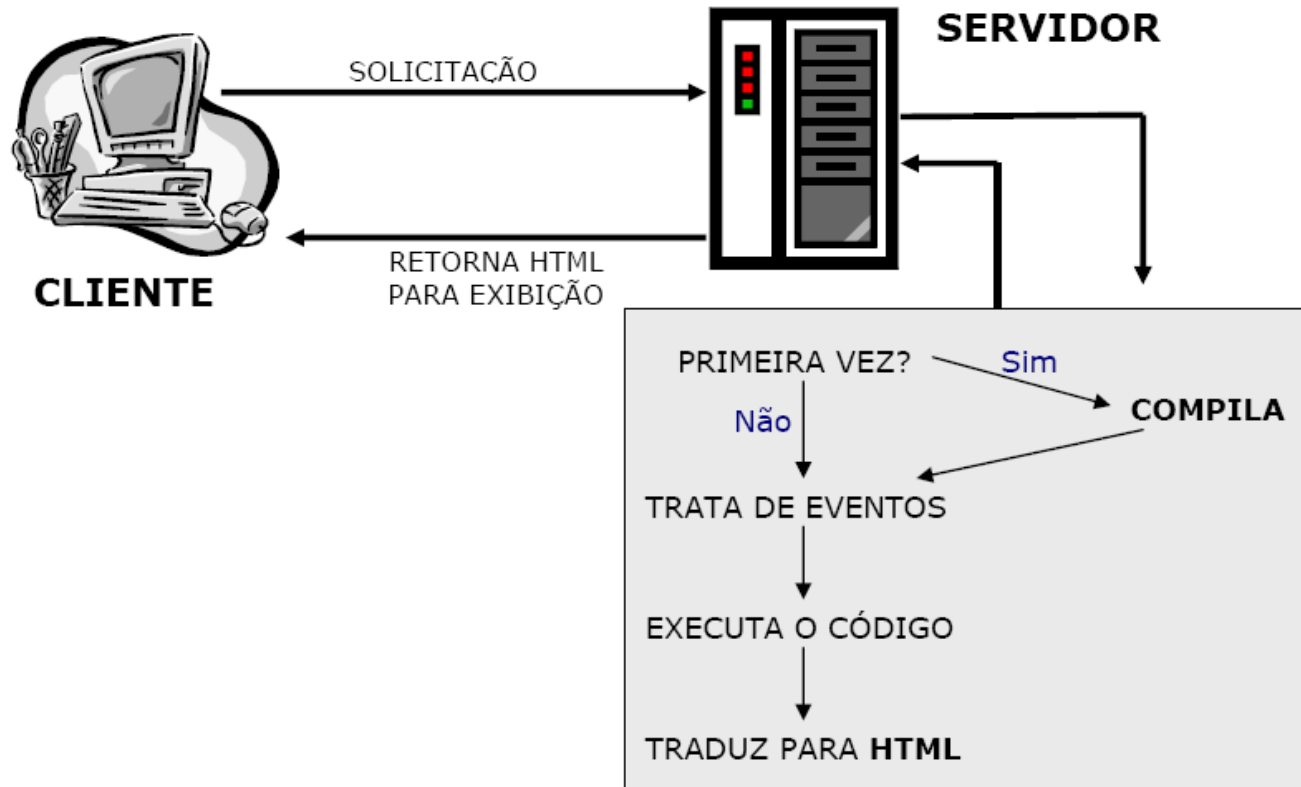 SERVIDOR
SOLICITAÇÃO
RETORNA HTML
PARA EXIBIÇÃO
CLIENTE
PRIMEIRA VEZ?
Sim
COMPILA
Não
TRATA DE EVENTOS
EXECUTA O CÓDIGO
TRADUZ PARA HTML